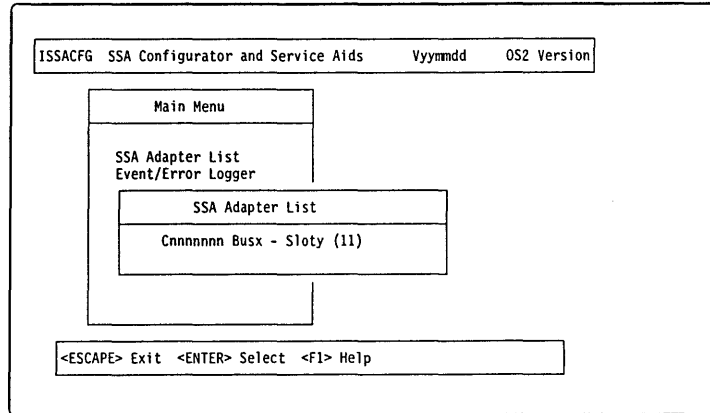 ISSACFG SSA Configurator and Service Aids Vyymmdd OS2 Version
Main Menu
SSA Adapter List
Event/Error Logger
SSA Adapter List
Cnnnnnnn Busx - Sloty (11)
<ESCAPE> Exit <ENTER> Select <F1> Help